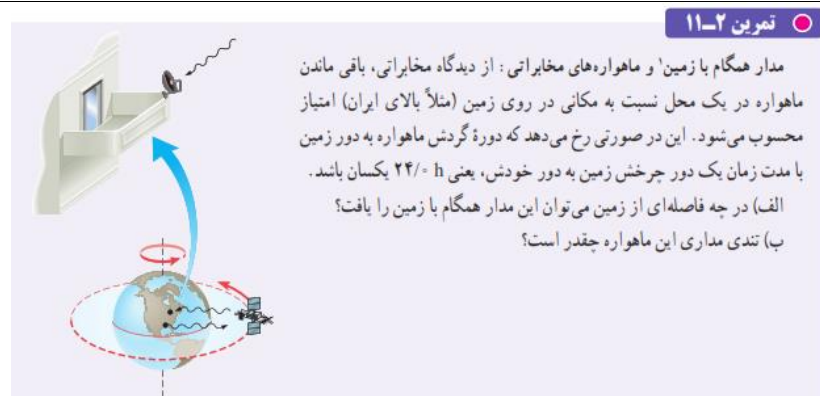 تمرین ۲ـ۱۱
مدار همگام با زمین۱ و ماهواره‌های مخابراتی : از دیدگاه مخابراتی، باقی ماندن
ماهواره در یک محل نسبت به مکانی در روی زمین (مثلاً بالای ایران) امتیاز
محسوب می‌شود. این در صورتی رخ می‌دهد که دورهٔ گردش ماهواره به دور زمین
با مدت زمان یک دور چرخش زمین به دور خودش، یعنی ۲۴/۰ h یکسان باشد.
الف) در چه فاصله‌ای از زمین می‌توان این مدار همگام با زمین را یافت؟
ب) تندی مداری این ماهواره چقدر است؟